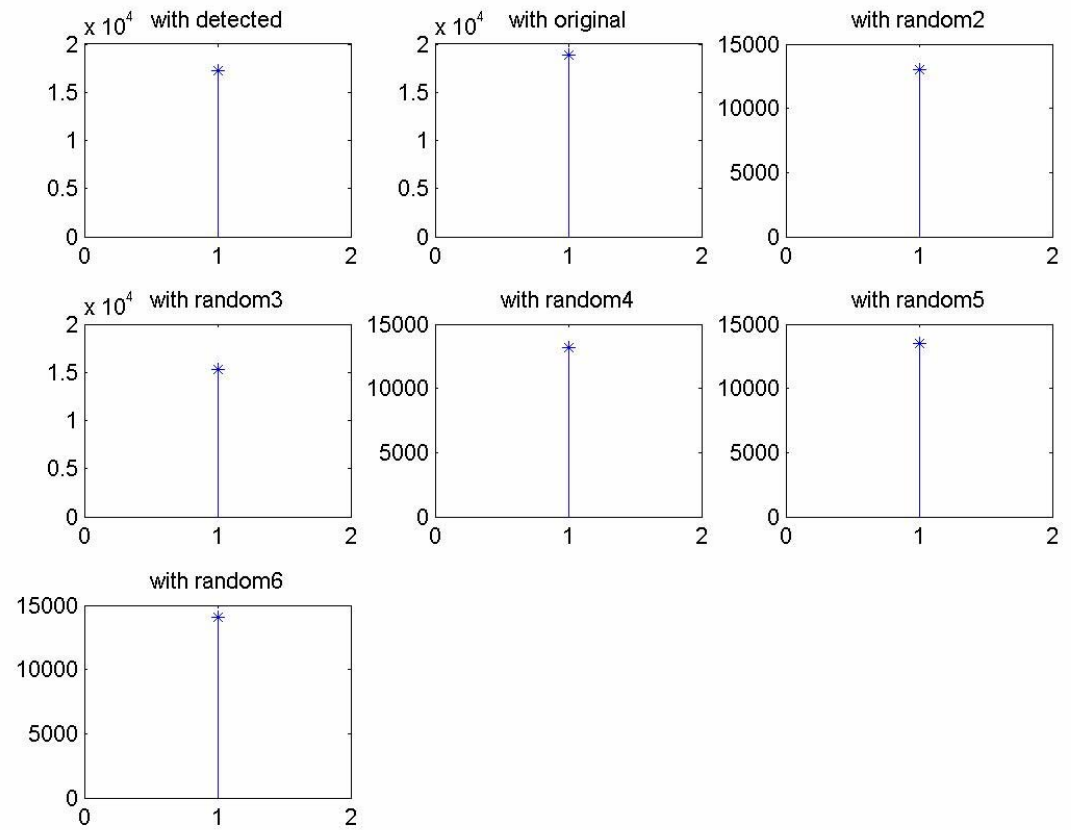 x 10^4 with detected
2
1.5
1
0.5
0
0 1 2
x 10^4 with original
2
1.5
1
0.5
0
0 1 2
with random2
15000
10000
5000
0
0 1 2
x 10^4 with random3
2
1.5
1
0.5
0
0 1 2
with random4
15000
10000
5000
0
0 1 2
with random5
15000
10000
5000
0
0 1 2
with random6
15000
10000
5000
0
0 1 2